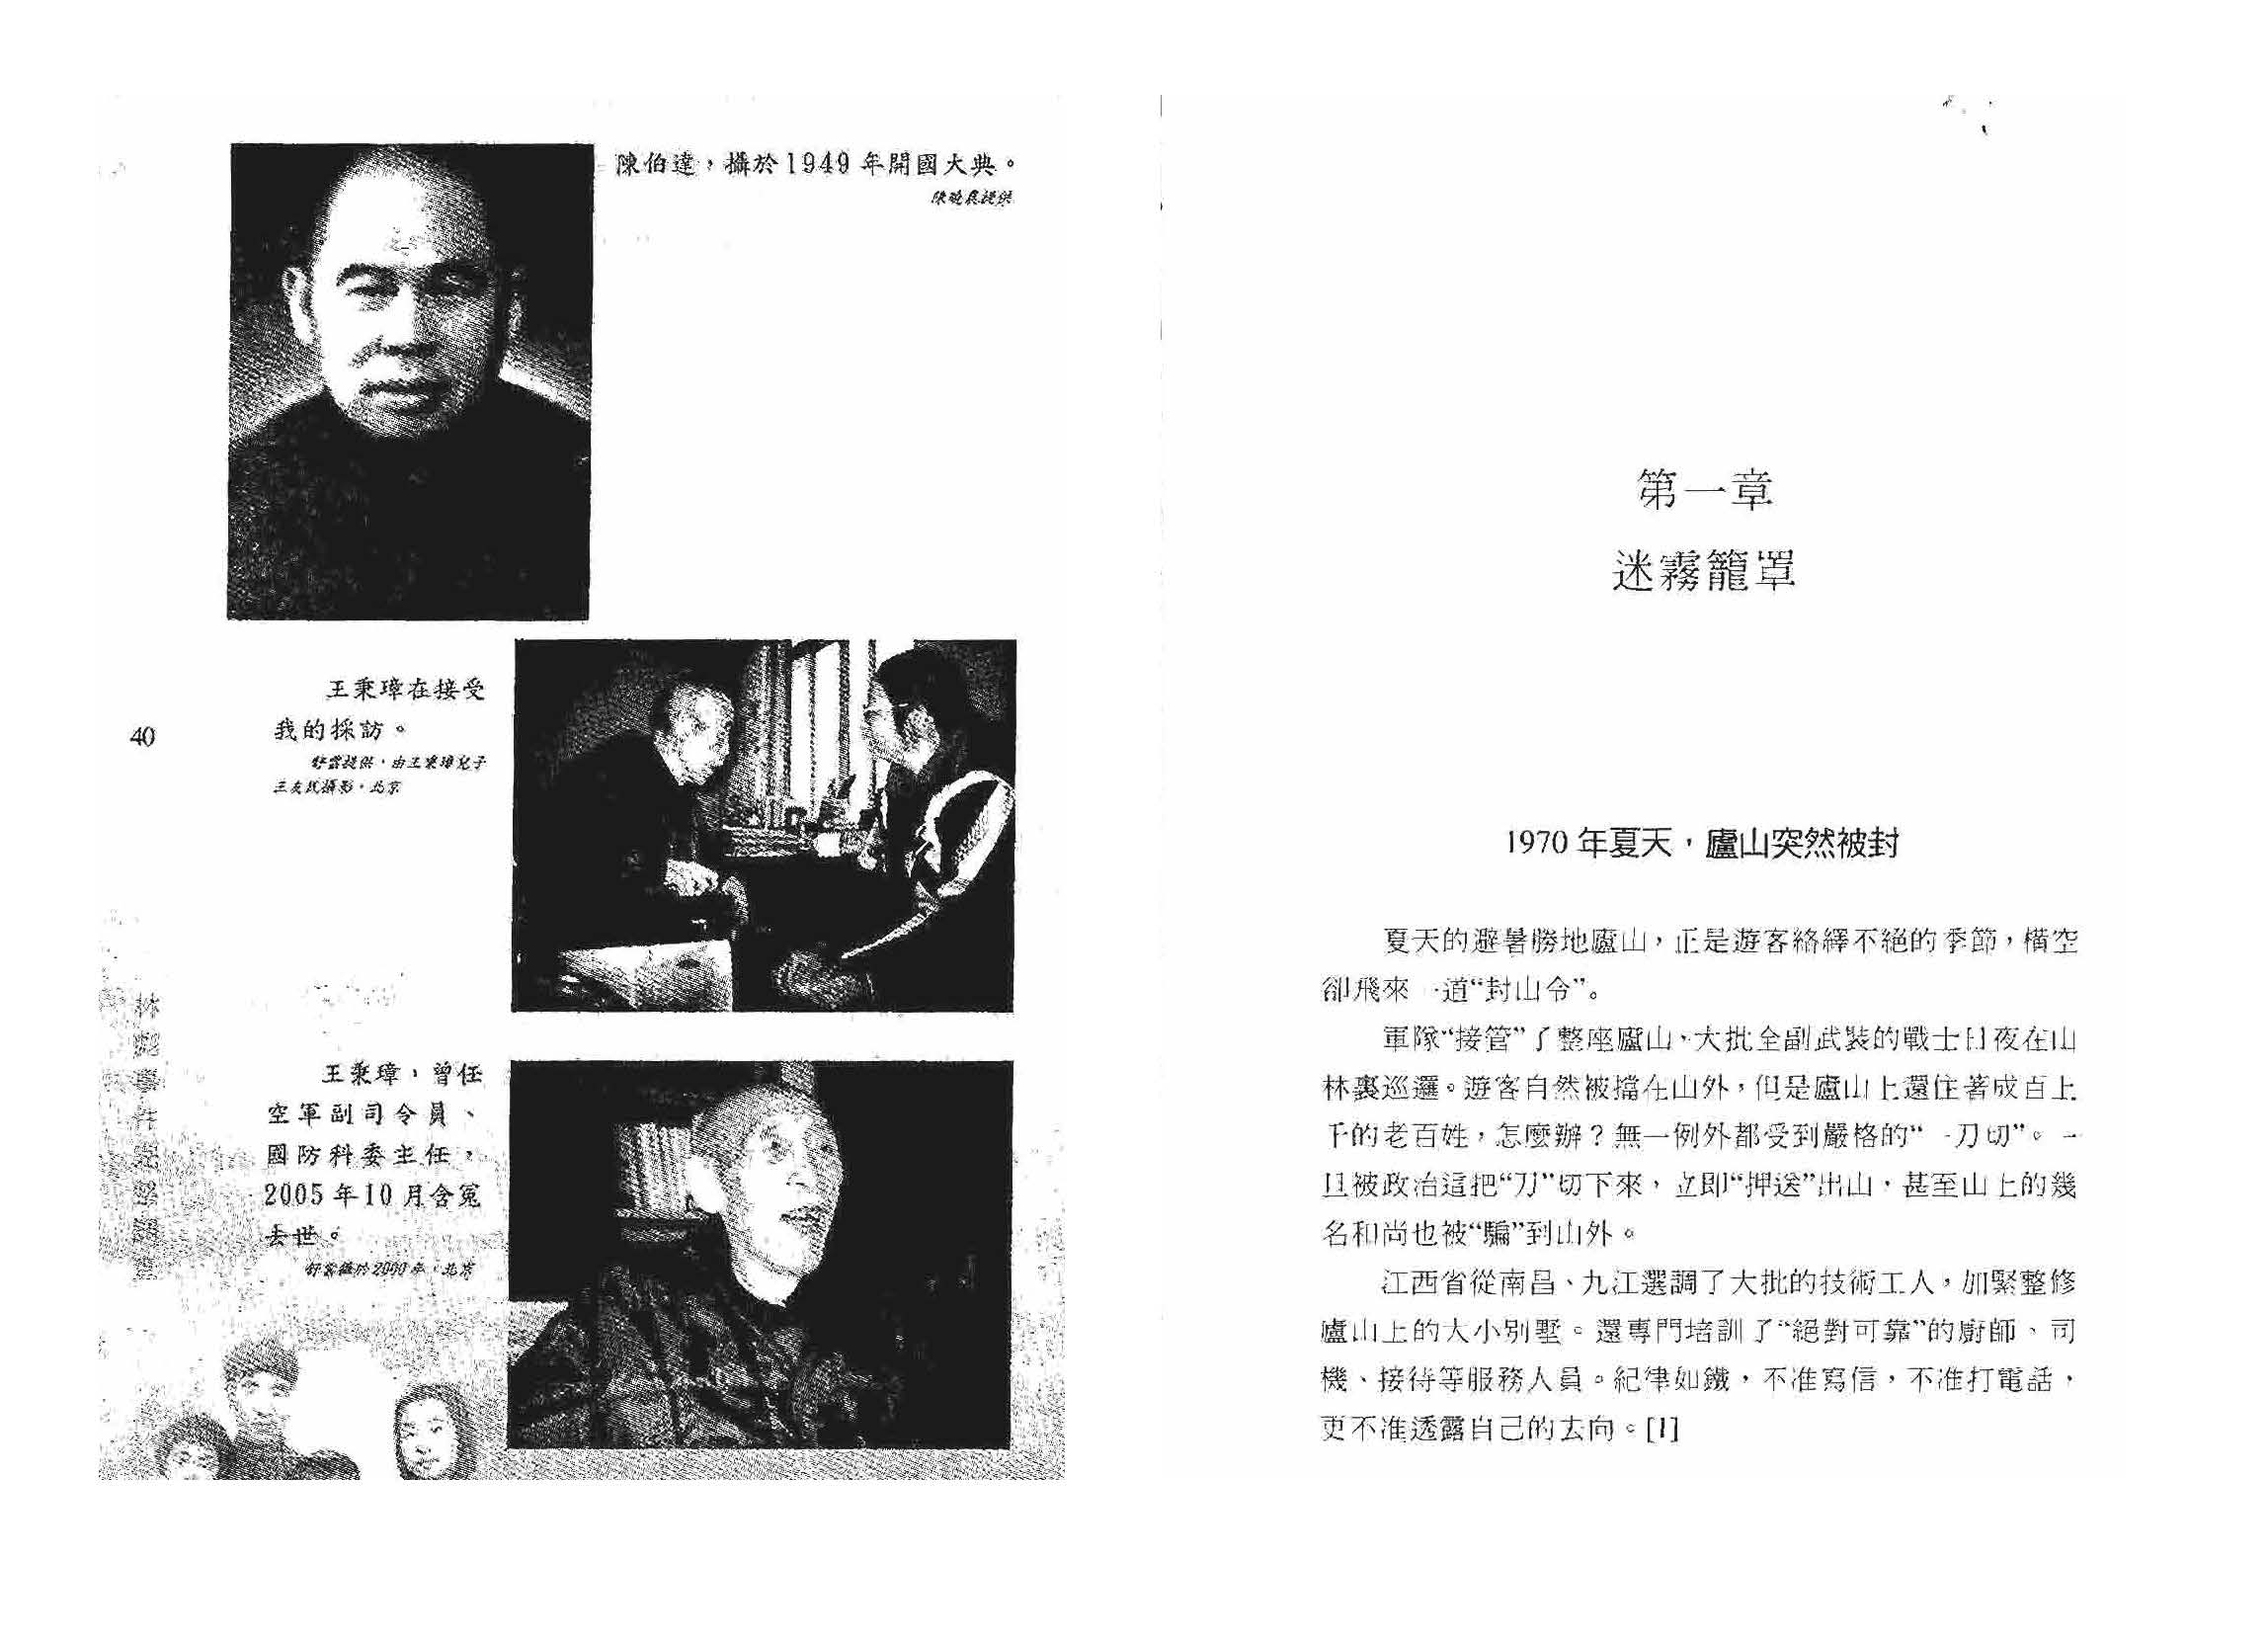 陳伯達，攝於1949年開國大典。
陳曉農提供
王秉璋在接受
我的採訪。
舒雲提供，由王秉璋兒子
王友民攝影，北京
40
王秉璋，曾任
空軍副司令員、
國防科委主任，
2005年10月含冤
去世。
舒雲攝於2000年，北京
第一章
迷霧籠罩
1970年夏天，廬山突然被封
夏天的避暑勝地廬山，正是遊客絡繹不絕的季節，橫空
卻飛來一道“封山令”。
軍隊“接管”了整座廬山、大批全副武裝的戰士日夜在山
林裏巡邏。遊客自然被擋在山外，但是廬山上還住著成百上
千的老百姓，怎麼辦？無一例外都受到嚴格的“一刀切”。一
旦被政治這把“刀”切下來，立即“押送”出山，甚至山上的幾
名和尚也被“騙”到山外。
江西省從南昌、九江選調了大批的技術工人，加緊整修
廬山上的大小別墅。還專門培訓了“絕對可靠”的廚師、司
機、接待等服務人員。紀律如鐵，不准寫信，不准打電話，
更不准透露自己的去向。[1]